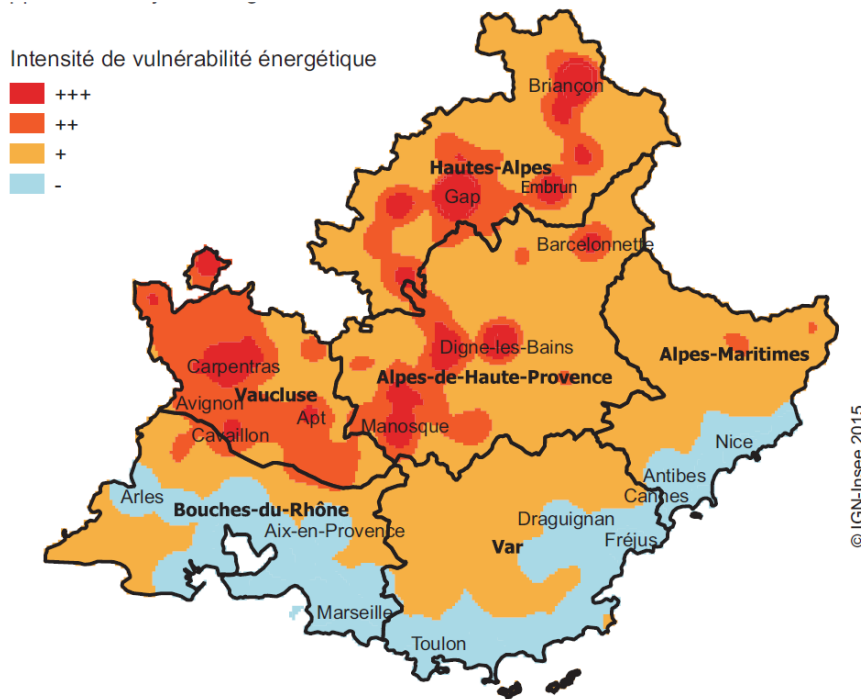 Intensité de vulnérabilité énergétique
+++
++
+
-
Briançon
Hautes-Alpes
Gap
Embrun
Barcelonnette
Digne-les-Bains
Alpes-de-Haute-Provence
Alpes-Maritimes
Carpentras
Vaucluse
Avignon
Apt
Cavaillon
Manosque
Nice
Antibes
Cannes
Arles
Bouches-du-Rhône
Aix-en-Provence
Draguignan
Fréjus
Var
Marseille
Toulon
© IGN-Insee 2015